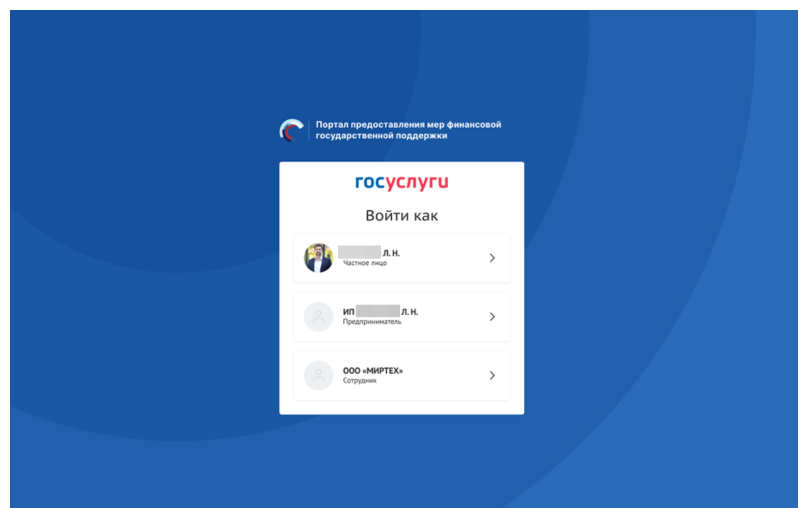 Портал предоставления мер финансовой
государственной поддержки
госуслуги
Войти как
Л. Н.
Частное лицо
ИП Л. Н.
Предприниматель
ООО «МИРТЕХ»
Сотрудник